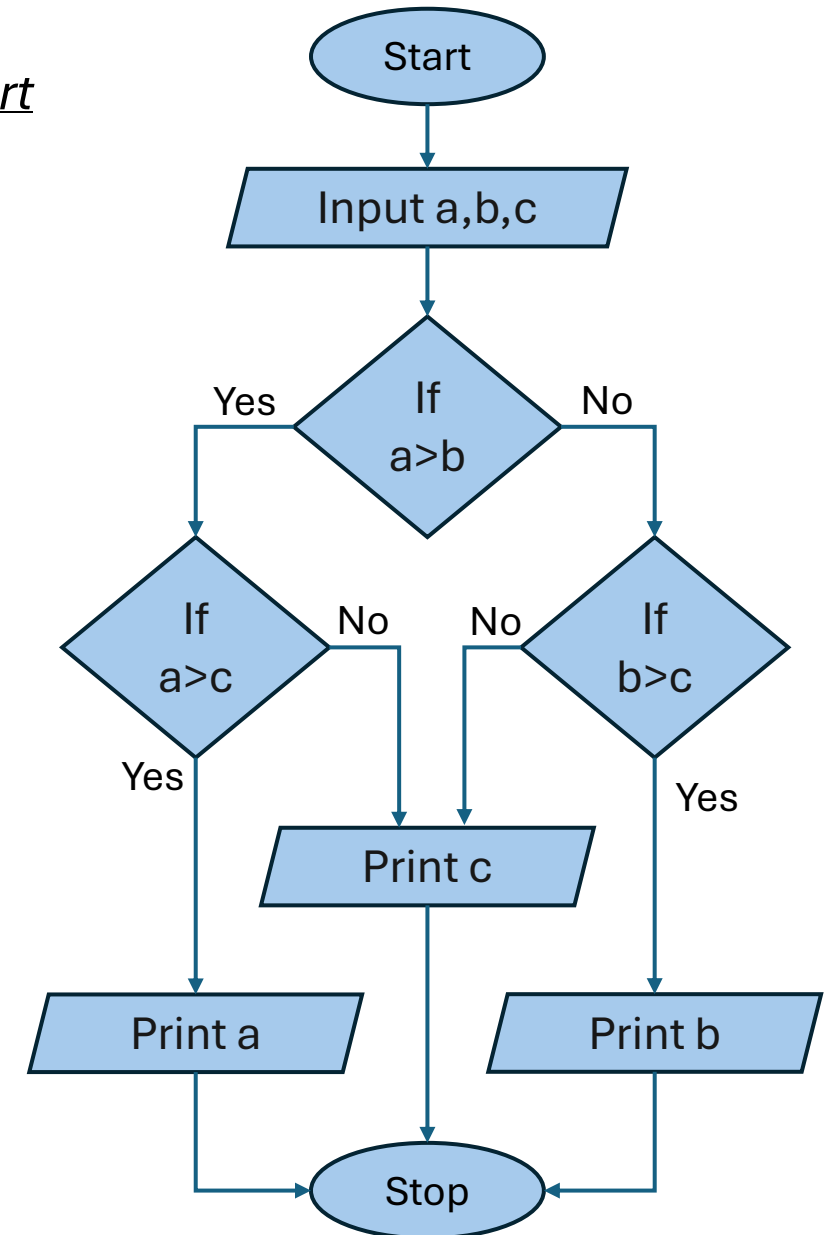 rt
Start
Input a,b,c
If
a>b
Yes
No
If
a>c
No
Yes
If
b>c
No
Yes
Print c
Print a
Print b
Stop